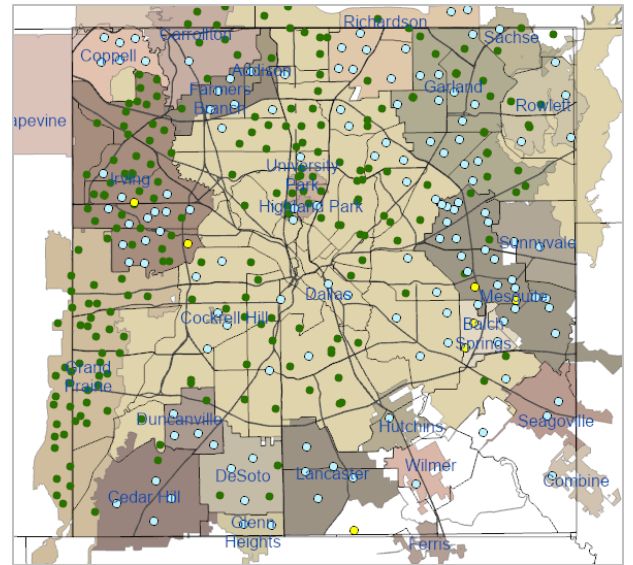 Richardson
Carrollton
Sachse
Coppell
Addison
Garland
Farmers
Branch
Rowlett
apevine
University
Park
Irving
Highland Park
Sunnyvale
Dallas
Mesquite
Cockrell Hill
Balch
Springs
Grand
Prairie
Duncanville
Hutchins
Seagoville
DeSoto
Lancaster
Wilmer
Cedar Hill
Combine
Glenn
Heights
Ferris